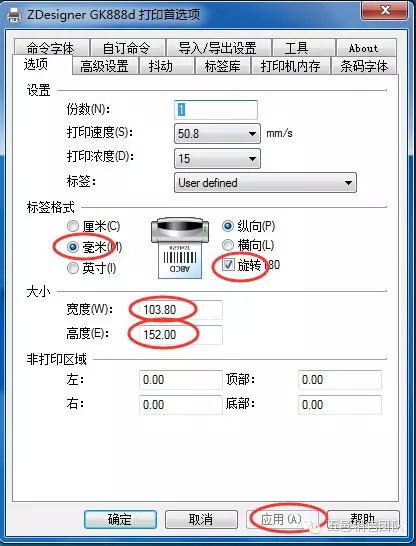 ZDesigner GK888d 打印首选项
命令字体 自订命令 导入/导出设置 工具 About
选项 高级设置 抖动 标签库 打印机内存 条码字体
设置
份数(N): 1
打印速度(S): 50.8 mm/s
打印浓度(D): 15
标签: User defined
标签格式
厘米(C) 纵向(P)
毫米(M) 横向(L)
英寸(I) 旋转180
12345678
ABCD
大小
宽度(W): 103.80
高度(E): 152.00
非打印区域
左: 0.00 顶部: 0.00
右: 0.00 底部: 0.00
确定 取消 应用(A) 帮助